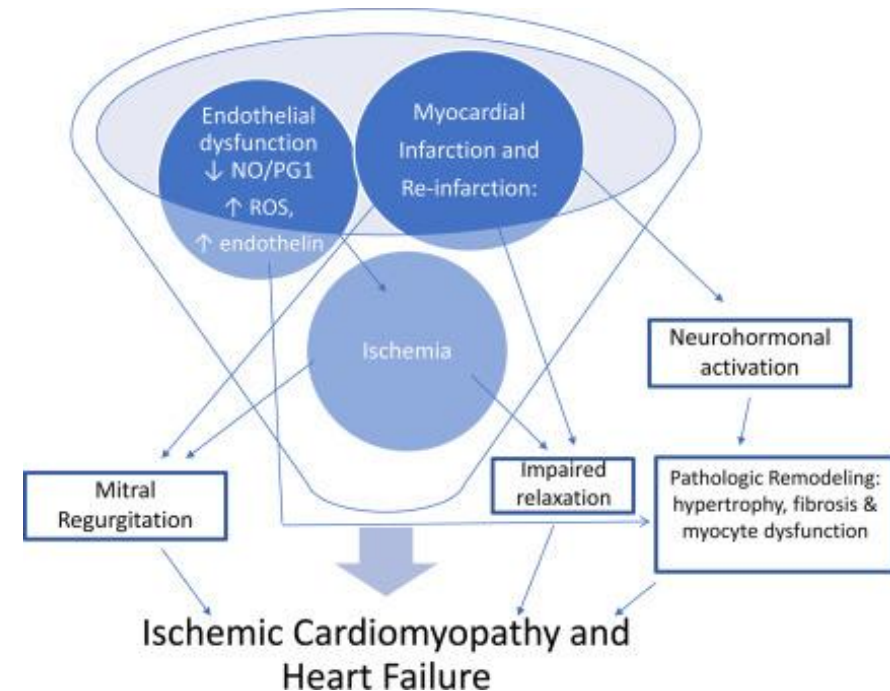 Endothelial
dysfunction
↓ NO/PG1
↑ ROS,
↑ endothelin
Myocardial
Infarction and
Re-infarction:
Ischemia
Neurohormonal
activation
Mitral
Regurgitation
Impaired
relaxation
Pathologic Remodeling:
hypertrophy, fibrosis &
myocyte dysfunction
Ischemic Cardiomyopathy and
Heart Failure